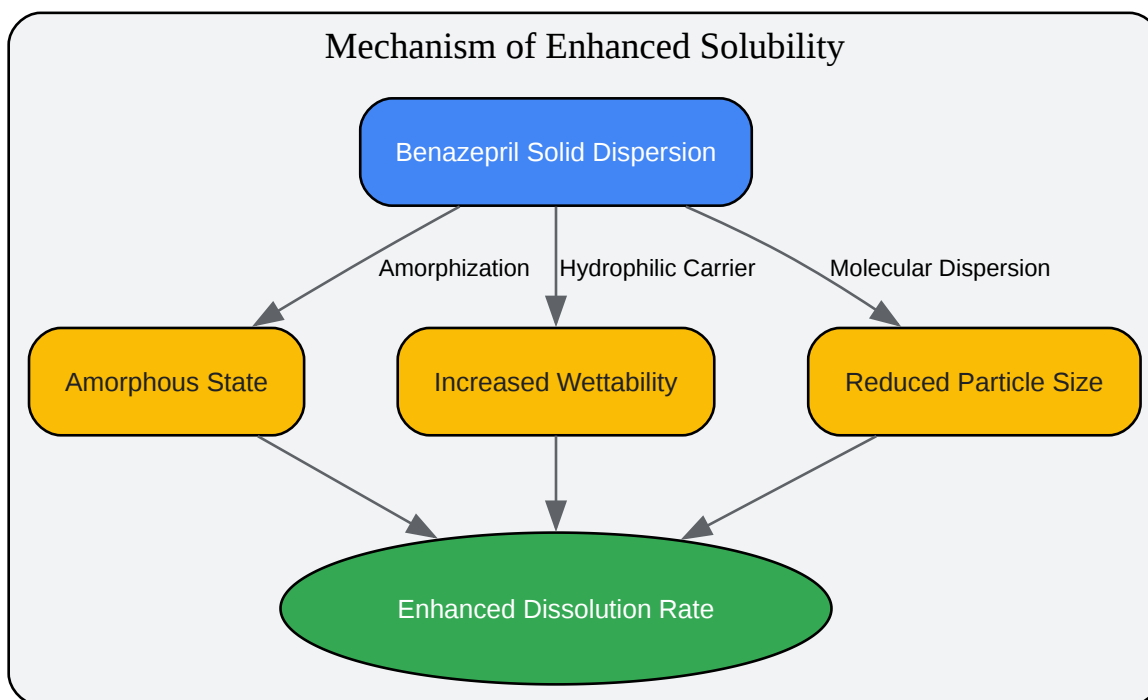 Mechanism of Enhanced Solubility
Benazepril Solid Dispersion
Amorphization
Hydrophilic Carrier
Molecular Dispersion
Amorphous State
Increased Wettability
Reduced Particle Size
Enhanced Dissolution Rate